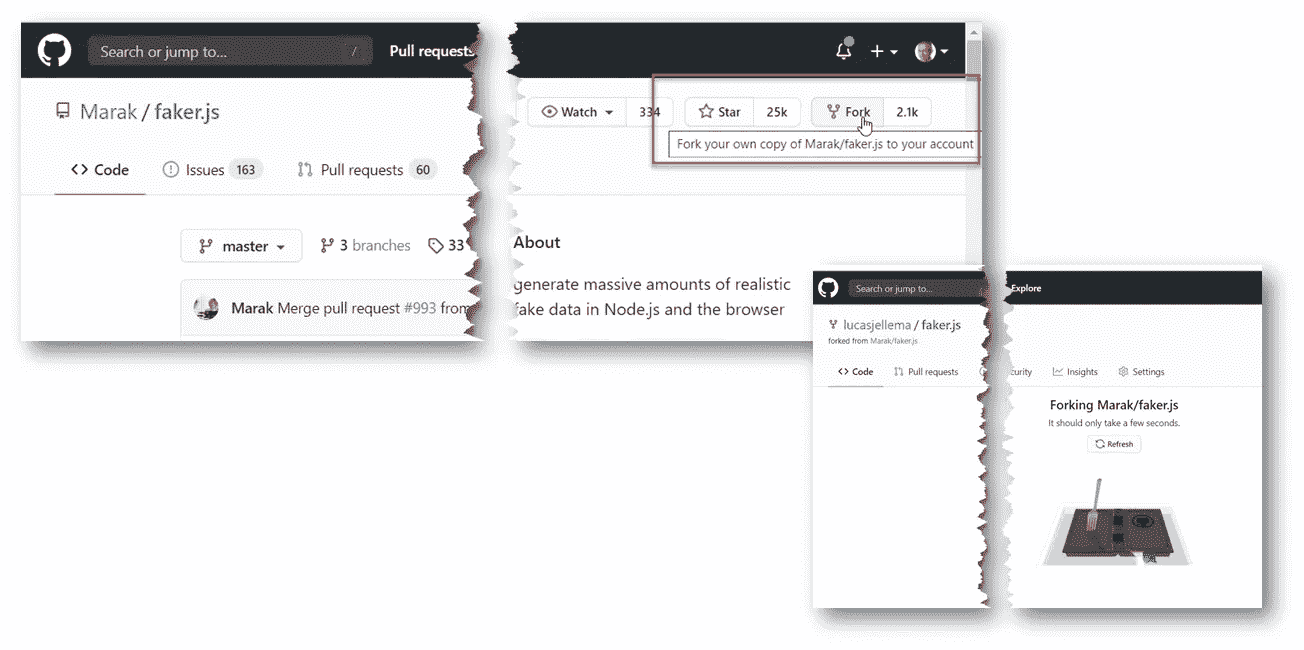 Search or jump to... / Pull requests
Marak / faker.js
Watch 334 Star 25k Fork 2.1k
Fork your own copy of Marak/faker.js to your account
Code Issues 163 Pull requests 60
master 3 branches 33
About
Marak Merge pull request #993 from
generate massive amounts of realistic
fake data in Node.js and the browser
Search or jump to... Explore
lucasjellema / faker.js
forked from Marak/faker.js
Code Pull requests curity Insights Settings
Forking Marak/faker.js
It should only take a few seconds.
Refresh